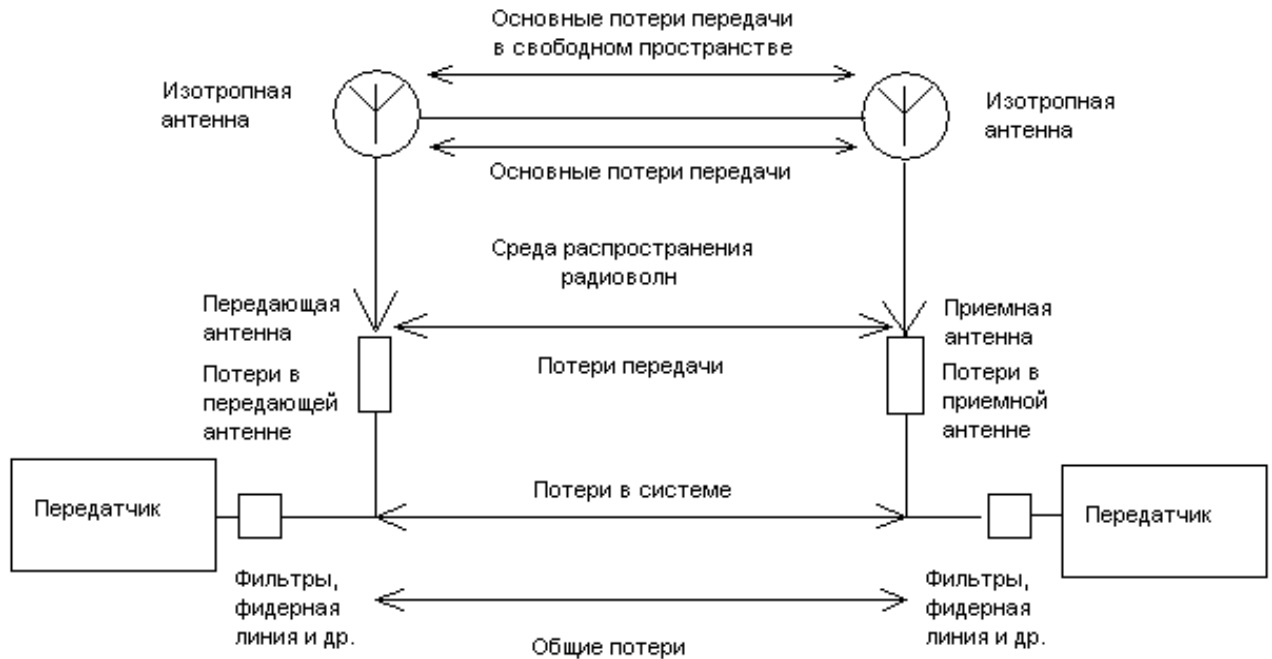 Основные потери передачи
в свободном пространстве
Изотропная
антенна
Изотропная
антенна
Основные потери передачи
Среда распространения
радиоволн
Передающая
антенна
Приемная
антенна
Потери передачи
Потери в
передающей
антенне
Потери в
приемной
антенне
Передатчик
Потери в системе
Передатчик
Фильтры,
фидерная
линия и др.
Фильтры,
фидерная
линия и др.
Общие потери